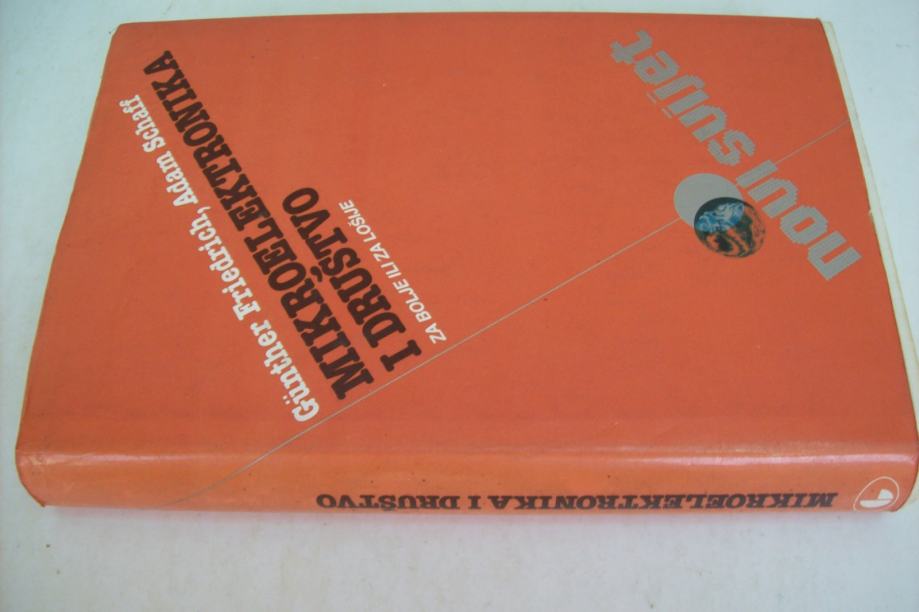 Günther Friedrich, Adam Schaff
MIKROELEKTRONIKA
I DRUŠTVO
ZA BOLJE ILI ZA LOŠIJE
novi svijet
MIKROELEKTRONIKA I DRUŠTVO